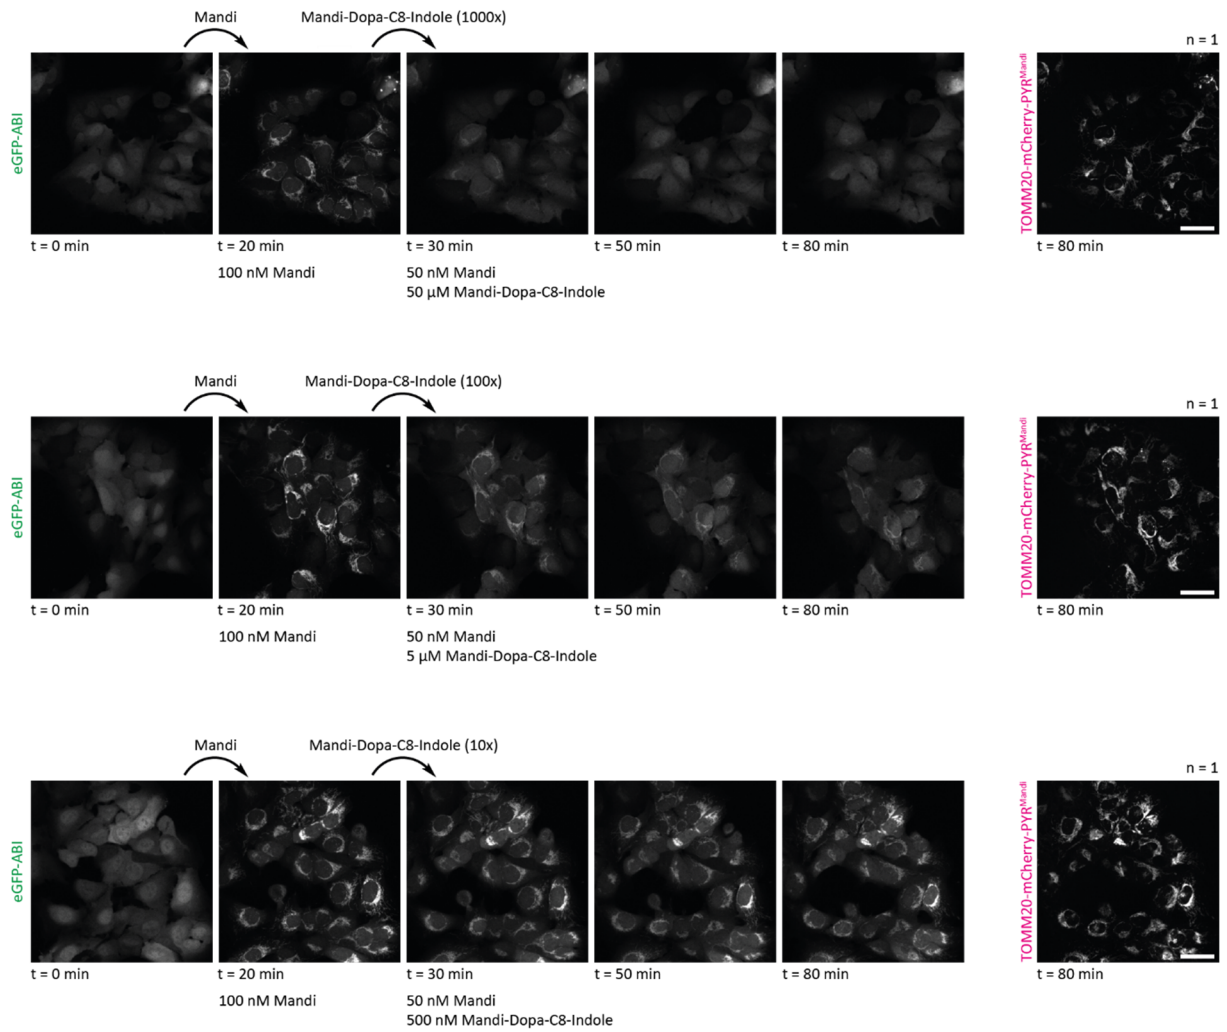 Mandi
Mandi-Dopa-C8-Indole (1000x)
n = 1
eGFP-ABI
TOMM20-mCherry-PYRMandi
t = 0 min
t = 20 min
t = 30 min
t = 50 min
t = 80 min
t = 80 min
100 nM Mandi
50 nM Mandi
50 µM Mandi-Dopa-C8-Indole
Mandi
Mandi-Dopa-C8-Indole (100x)
n = 1
eGFP-ABI
TOMM20-mCherry-PYRMandi
t = 0 min
t = 20 min
t = 30 min
t = 50 min
t = 80 min
t = 80 min
100 nM Mandi
50 nM Mandi
5 µM Mandi-Dopa-C8-Indole
Mandi
Mandi-Dopa-C8-Indole (10x)
n = 1
eGFP-ABI
TOMM20-mCherry-PYRMandi
t = 0 min
t = 20 min
t = 30 min
t = 50 min
t = 80 min
t = 80 min
100 nM Mandi
50 nM Mandi
500 nM Mandi-Dopa-C8-Indole